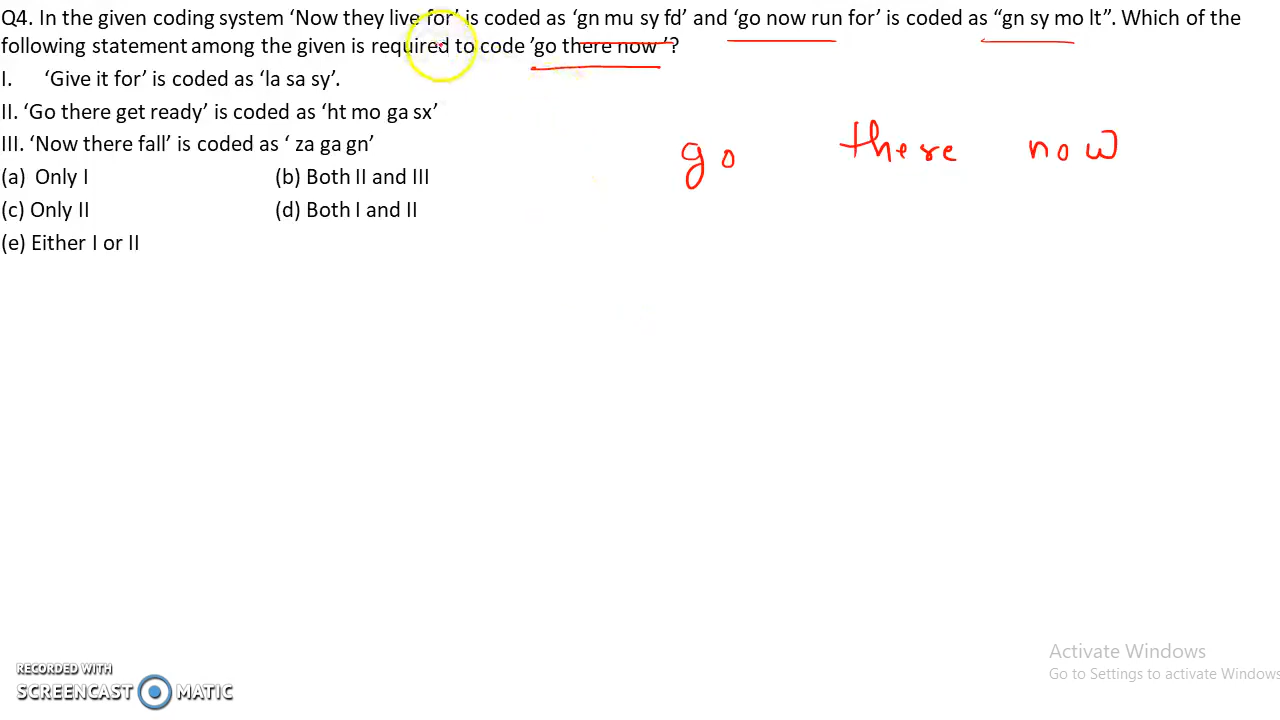 Q4. In the given coding system ‘Now they live for’ is coded as ‘gn mu sy fd’ and ‘go now run for’ is coded as “gn sy mo lt”. Which of the
following statement among the given is required to code ’go there now ’?
I. ‘Give it for’ is coded as ‘la sa sy’.
II. ‘Go there get ready’ is coded as ‘ht mo ga sx’
III. ‘Now there fall’ is coded as ‘ za ga gn’
go there now
(a) Only I (b) Both II and III
(c) Only II (d) Both I and II
(e) Either I or II
Activate Windows
Go to Settings to activate Windows
RECORDED WITH
SCREENCAST MATIC